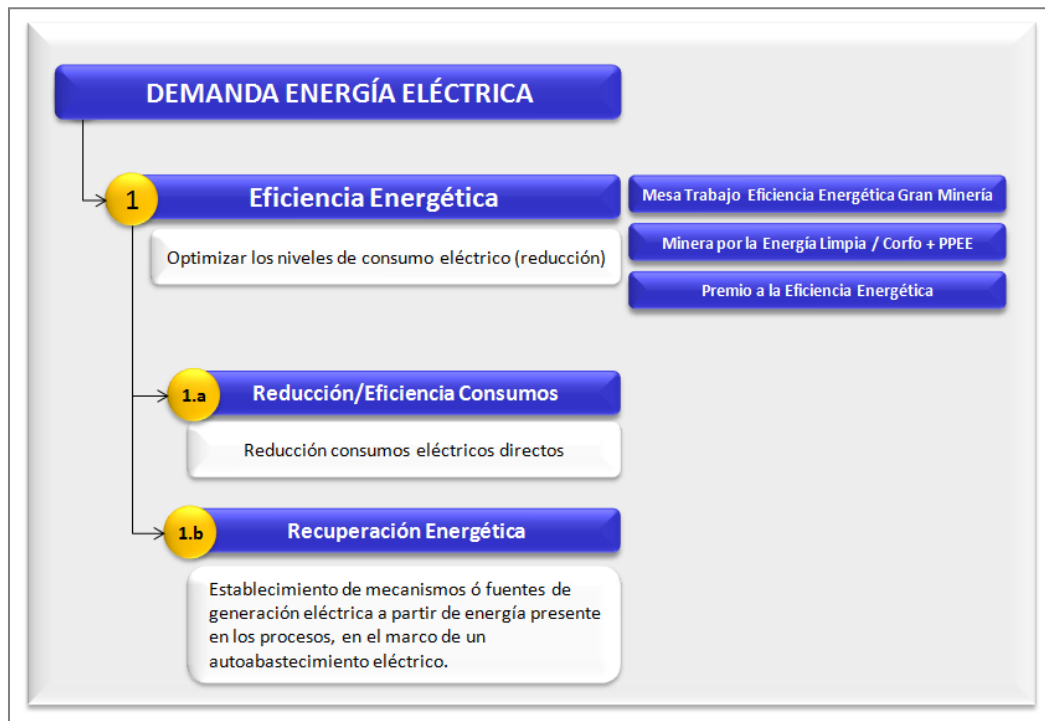 DEMANDA ENERGÍA ELÉCTRICA
1
Eficiencia Energética
Optimizar los niveles de consumo eléctrico (reducción)
Mesa Trabajo Eficiencia Energética Gran Minería
Minera por la Energía Limpia / Corfo + PPEE
Premio a la Eficiencia Energética
1.a
Reducción/Eficiencia Consumos
Reducción consumos eléctricos directos
1.b
Recuperación Energética
Establecimiento de mecanismos ó fuentes de
generación eléctrica a partir de energía presente
en los procesos, en el marco de un
autoabastecimiento eléctrico.